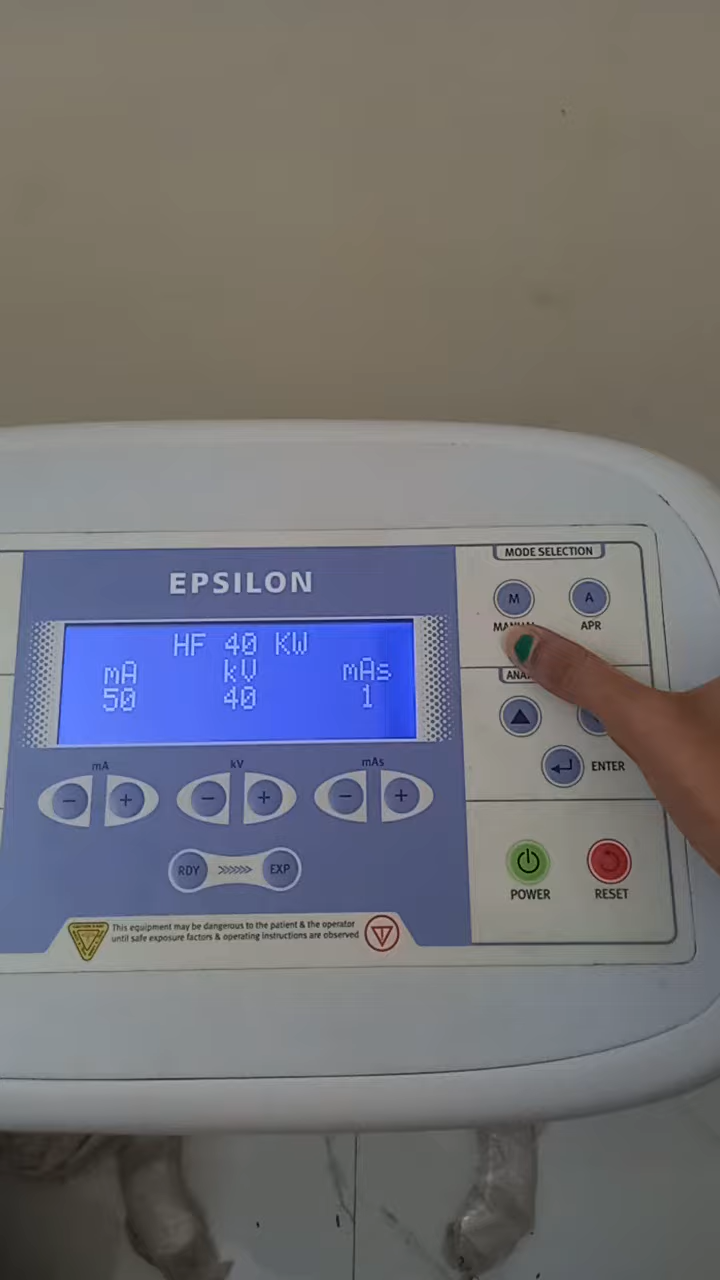 MODE SELECTION
EPSILON
M
A
APR
HF 40 KW
mA kV mAs
50 40 1
mA kV mAs
- + - + - +
ENTER
RDY >>>>>> EXP
POWER RESET
This equipment may be dangerous to the patient & the operator
until safe exposure factors & operating instructions are observed